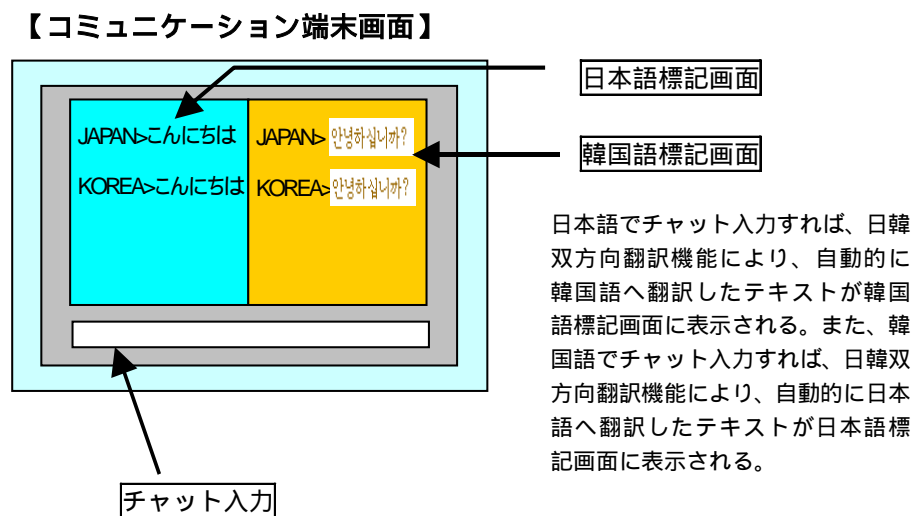 【コミュニケーション端末画面】
日本語標記画面
JAPAN>こんにちは
JAPAN> 안녕하십니까?
韓国語標記画面
KOREA>こんにちは
KOREA>안녕하십니까?
日本語でチャット入力すれば、日韓
双方向翻訳機能により、自動的に
韓国語へ翻訳したテキストが韓国
語標記画面に表示される。また、韓
国語でチャット入力すれば、日韓双
方向翻訳機能により、自動的に日本
語へ翻訳したテキストが日本語標
記画面に表示される。
チャット入力